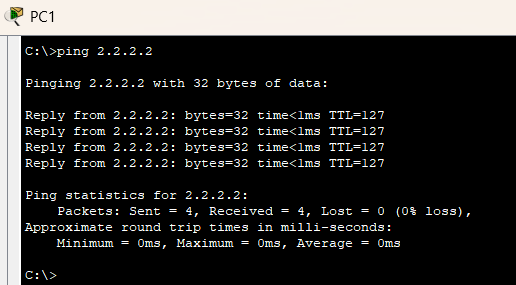 PC1
C:\>ping 2.2.2.2
Pinging 2.2.2.2 with 32 bytes of data:
Reply from 2.2.2.2: bytes=32 time<1ms TTL=127
Reply from 2.2.2.2: bytes=32 time<1ms TTL=127
Reply from 2.2.2.2: bytes=32 time<1ms TTL=127
Reply from 2.2.2.2: bytes=32 time<1ms TTL=127
Ping statistics for 2.2.2.2:
    Packets: Sent = 4, Received = 4, Lost = 0 (0% loss),
Approximate round trip times in milli-seconds:
    Minimum = 0ms, Maximum = 0ms, Average = 0ms
C:\>